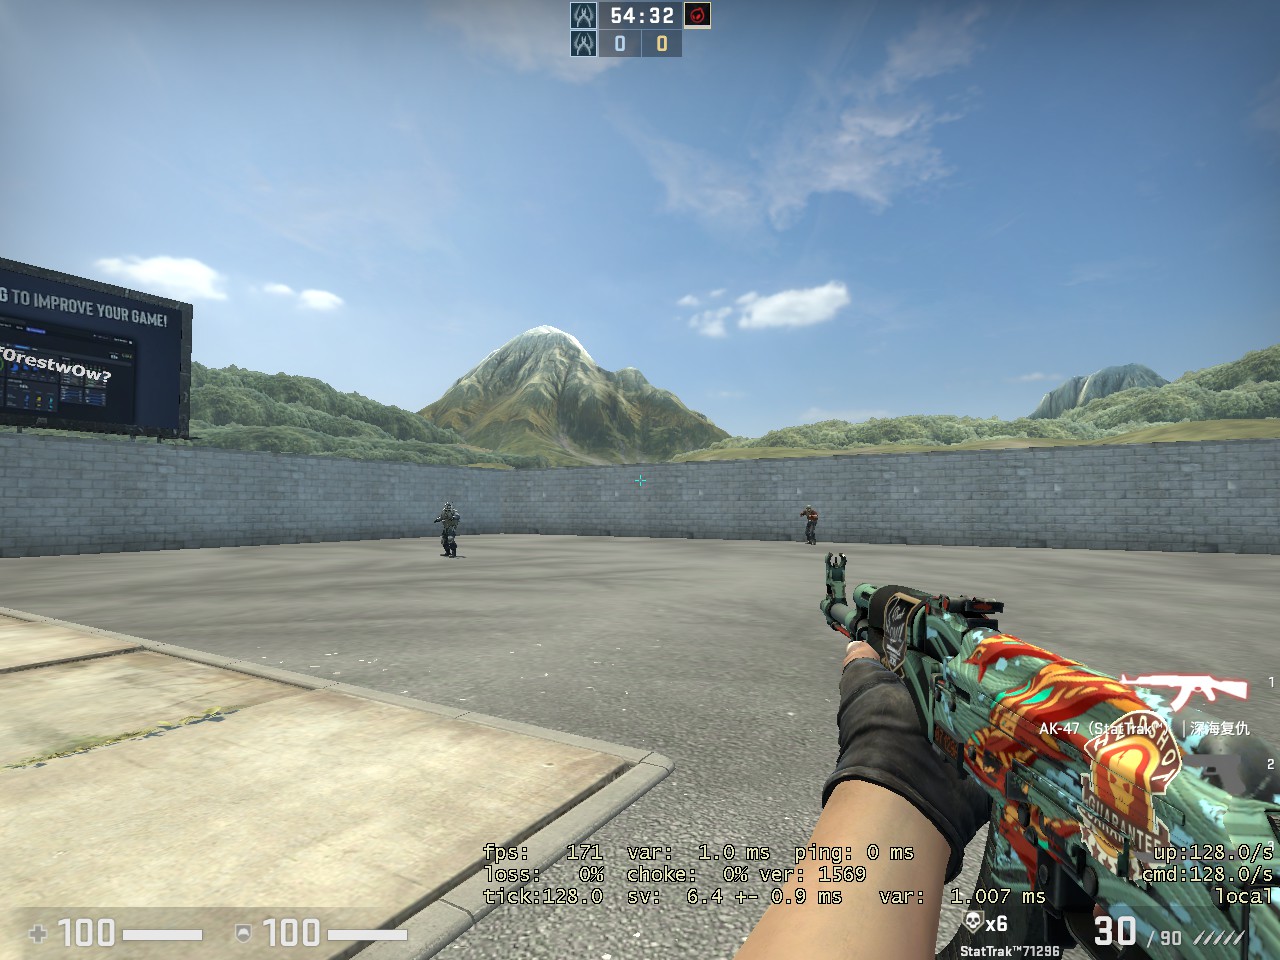 54:32
0 0
G TO IMPROVE YOUR GAME!
f0restwOw?
1
AK-47（StatTrak™） | 深海复仇
HEADSHOT
GUARANTEE
2
fps: 171 var: 1.0 ms ping: 0 ms
loss: 0% choke: 0% ver: 1569
tick:128.0 sv: 6.4 +- 0.9 ms var: 1.007 ms
up:128.0/s
cmd:128.0/s
local
100 100
x6
30 / 90
StatTrak™71296